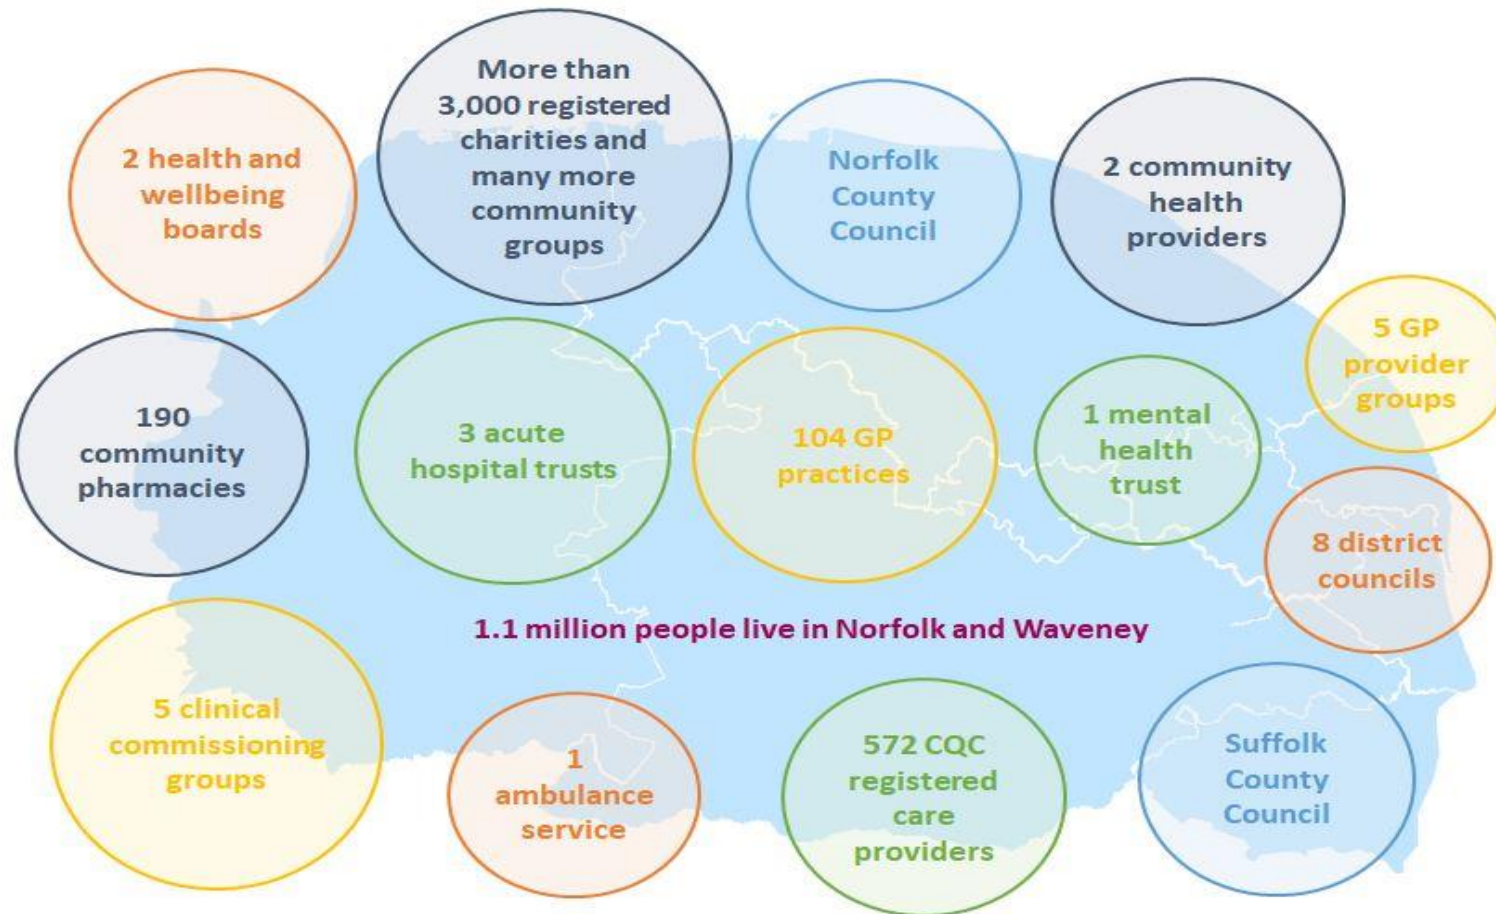 2 health and
wellbeing
boards
More than
3,000 registered
charities and
many more
community
groups
Norfolk
County
Council
2 community
health
providers
5 GP
provider
groups
190
community
pharmacies
3 acute
hospital trusts
104 GP
practices
1 mental
health
trust
8 district
councils
1.1 million people live in Norfolk and Waveney
5 clinical
commissioning
groups
1
ambulance
service
572 CQC
registered
care
providers
Suffolk
County
Council